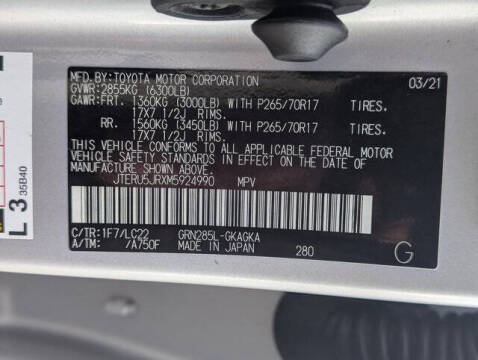 MFD.BY:TOYOTA MOTOR CORPORATION 03/21
GVWR:2855KG (6300LB)
GAWR:FRT. 1360KG (3000LB) WITH P265/70R17 TIRES.
17X7 1/2J RIMS.
RR. 1560KG (3450LB) WITH P265/70R17 TIRES.
17X7 1/2J RIMS.
THIS VEHICLE CONFORMS TO ALL APPLICABLE FEDERAL MOTOR
VEHICLE SAFETY STANDARDS IN EFFECT ON THE DATE OF
MANUFACTURE SHOWN ABOVE.
JTERU5JRXM5924990 MPV
C/TR:1F7/LC22 GRN285L-GKAGKA
A/TM: /A750F MADE IN JAPAN 280 G
L 3 35B40